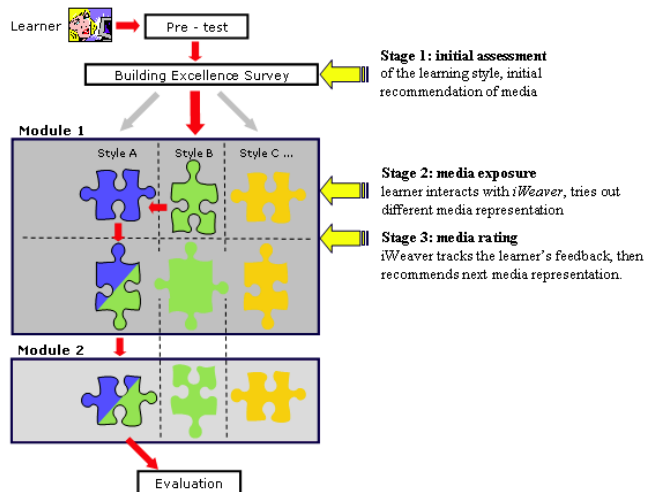 Learner
Pre - test
Building Excellence Survey
Stage 1: initial assessment
of the learning style, initial
recommendation of media
Module 1
Style A
Style B
Style C ...
Stage 2: media exposure
learner interacts with iWeaver, tries out
different media representation
Stage 3: media rating
iWeaver tracks the learner's feedback, then
recommends next media representation.
Module 2
Evaluation